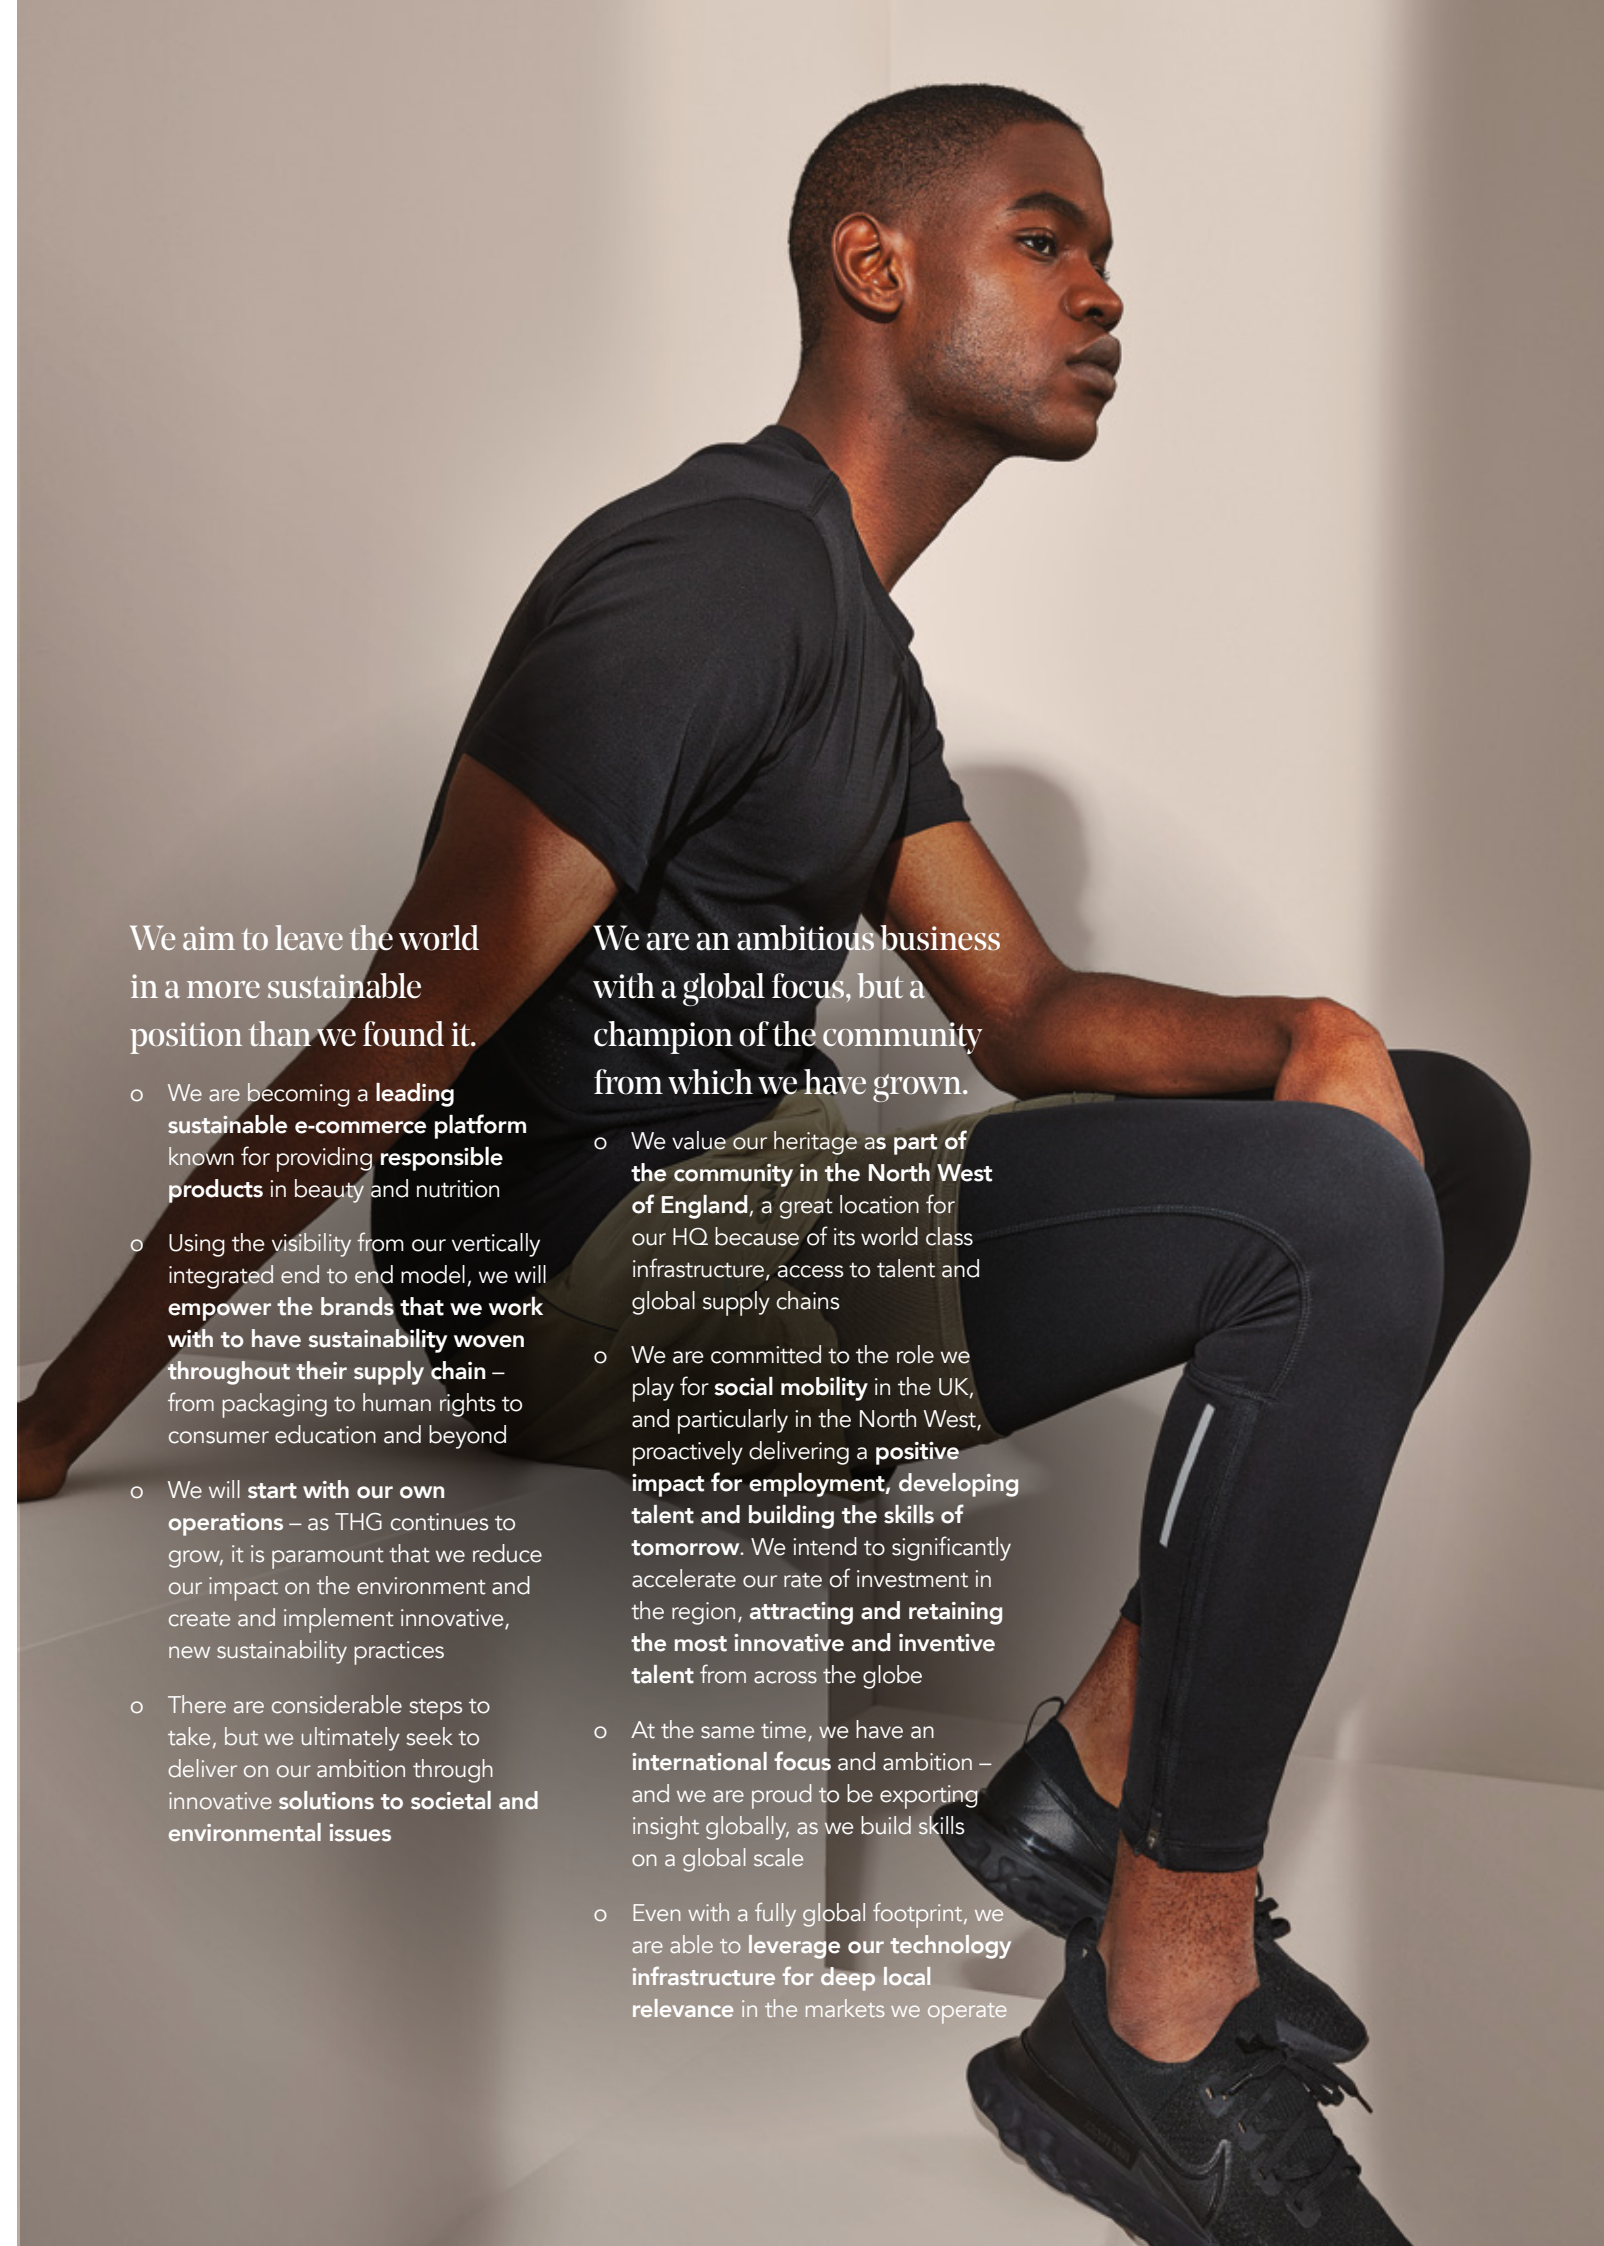 We aim to leave the world
in a more sustainable
position than we found it.
o We are becoming a leading
sustainable e-commerce platform
known for providing responsible
products in beauty and nutrition
o Using the visibility from our vertically
integrated end to end model, we will
empower the brands that we work
with to have sustainability woven
throughout their supply chain –
from packaging to human rights to
consumer education and beyond
o We will start with our own
operations – as THG continues to
grow, it is paramount that we reduce
our impact on the environment and
create and implement innovative,
new sustainability practices
o There are considerable steps to
take, but we ultimately seek to
deliver on our ambition through
innovative solutions to societal and
environmental issues
We are an ambitious business
with a global focus, but a
champion of the community
from which we have grown.
o We value our heritage as part of
the community in the North West
of England, a great location for
our HQ because of its world class
infrastructure, access to talent and
global supply chains
o We are committed to the role we
play for social mobility in the UK,
and particularly in the North West,
proactively delivering a positive
impact for employment, developing
talent and building the skills of
tomorrow. We intend to significantly
accelerate our rate of investment in
the region, attracting and retaining
the most innovative and inventive
talent from across the globe
o At the same time, we have an
international focus and ambition –
and we are proud to be exporting
insight globally, as we build skills
on a global scale
o Even with a fully global footprint, we
are able to leverage our technology
infrastructure for deep local
relevance in the markets we operate